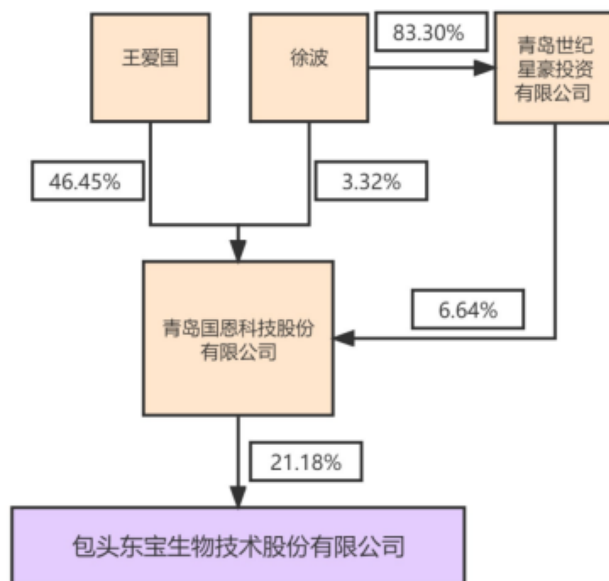 王爱国
徐波
83.30%
青岛世纪
星豪投资
有限公司
46.45%
3.32%
青岛国恩科技股份
有限公司
6.64%
21.18%
包头东宝生物技术股份有限公司